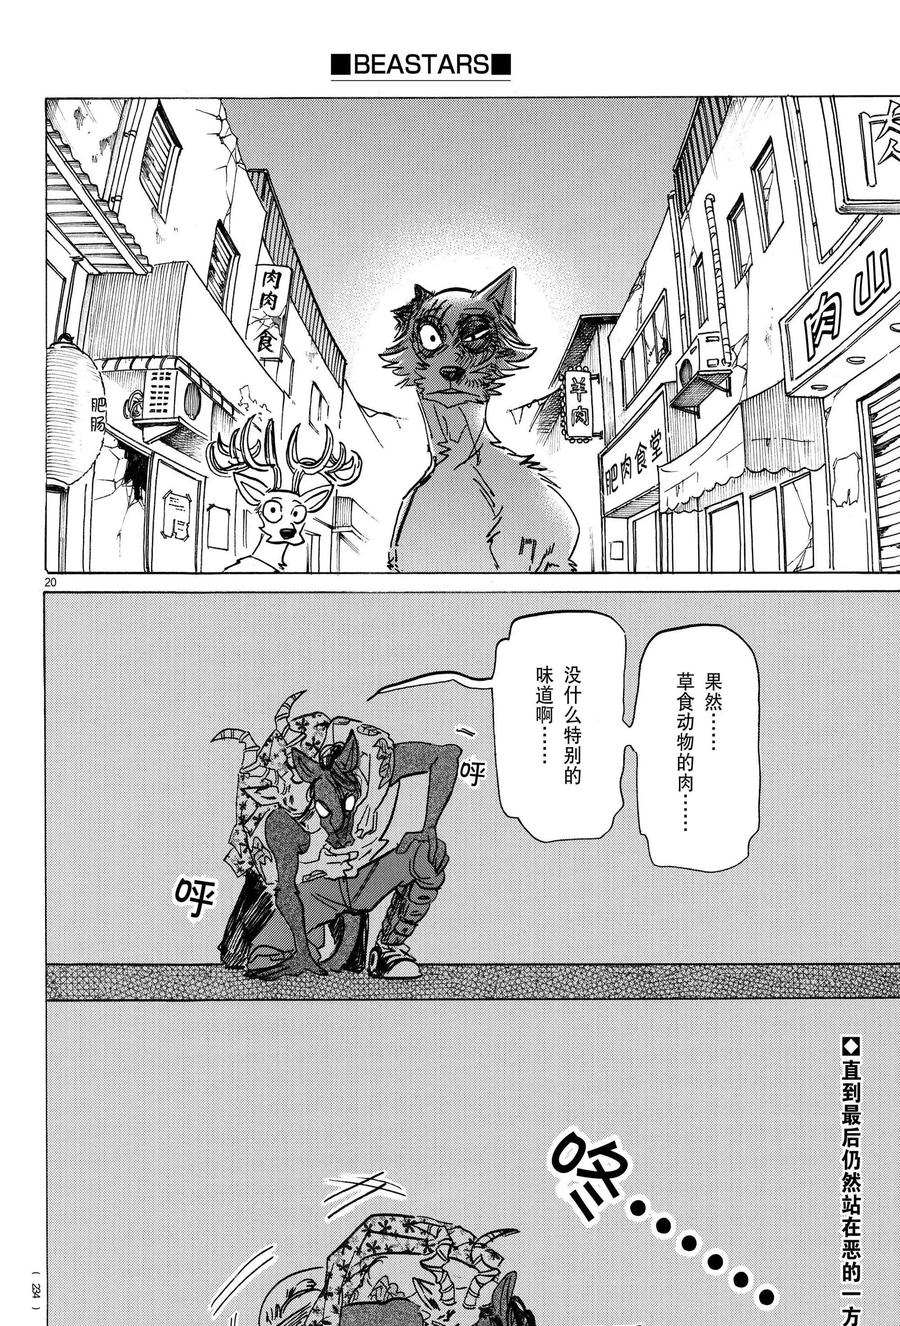 ■BEASTARS■
肉
肉山
羊肉
肥肉食堂
肉肉食
肥肠
20
果然……
草食动物的肉……
没什么特别的
味道啊……
呼
呼
咚……
◆直到最后仍然站在恶的一方
( 234 )